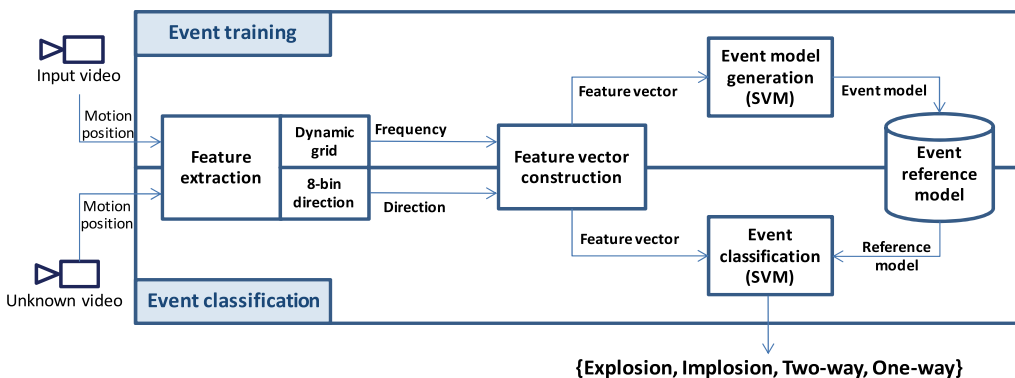 Event training
Input video
Motion
position
Feature
extraction
Dynamic
grid
8-bin
direction
Frequency
Direction
Feature vector
construction
Feature vector
Event model
generation
(SVM)
Event model
Event
reference
model
Motion
position
Unknown video
Event classification
Feature vector
Event
classification
(SVM)
Reference
model
{Explosion, Implosion, Two-way, One-way}